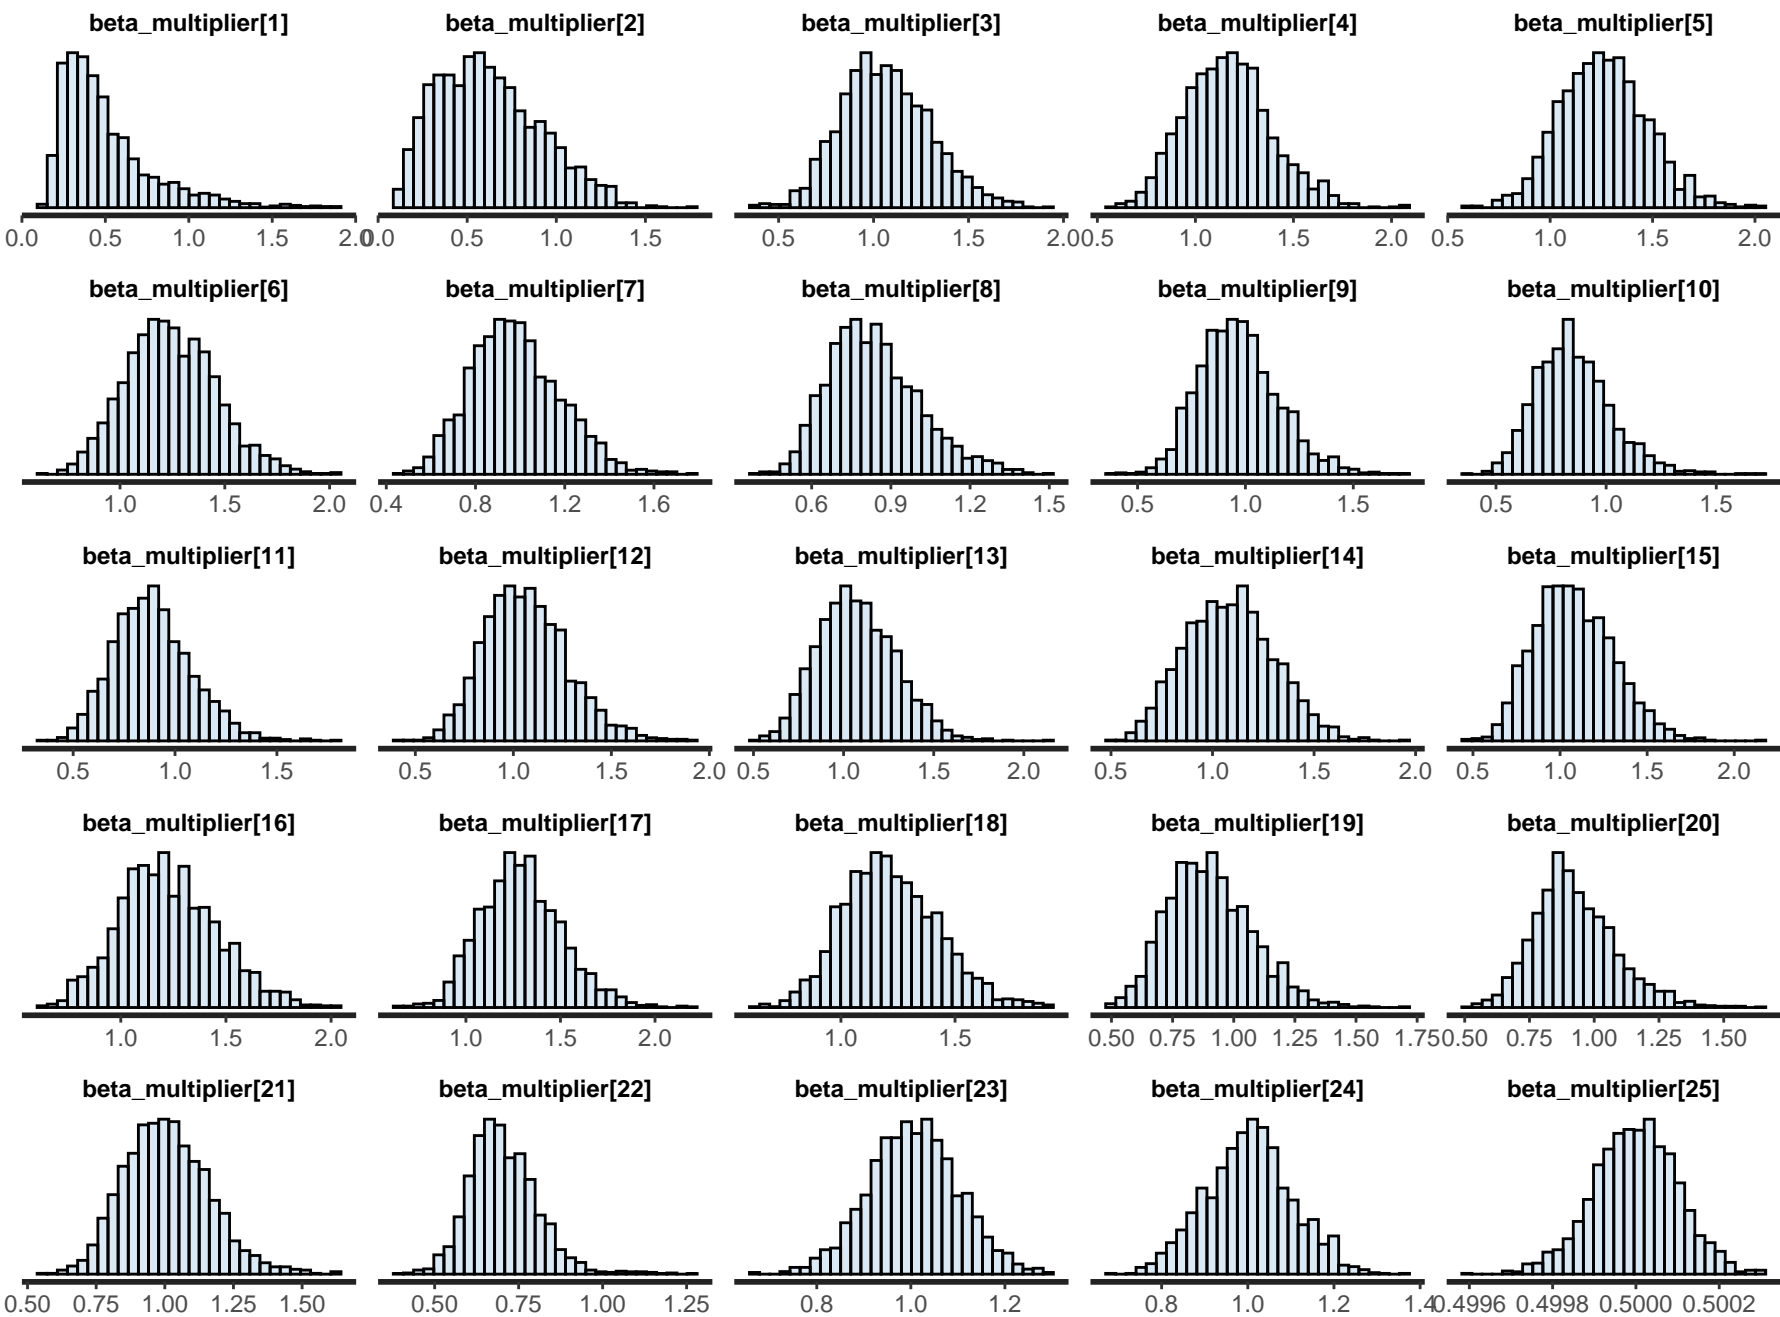 beta_multiplier[1] beta_multiplier[2] beta_multiplier[3] beta_multiplier[4] beta_multiplier[5]
0.0 0.5 1.0 1.5 2.0 0.0 0.5 1.0 1.5 0.5 1.0 1.5 2.0 0.5 1.0 1.5 2.0 0.5 1.0 1.5 2.0
beta_multiplier[6] beta_multiplier[7] beta_multiplier[8] beta_multiplier[9] beta_multiplier[10]
1.0 1.5 2.0 0.4 0.8 1.2 1.6 0.6 0.9 1.2 1.5 0.5 1.0 1.5 0.5 1.0 1.5
beta_multiplier[11] beta_multiplier[12] beta_multiplier[13] beta_multiplier[14] beta_multiplier[15]
0.5 1.0 1.5 0.5 1.0 1.5 2.0 0.5 1.0 1.5 2.0 0.5 1.0 1.5 2.0 0.5 1.0 1.5 2.0
beta_multiplier[16] beta_multiplier[17] beta_multiplier[18] beta_multiplier[19] beta_multiplier[20]
1.0 1.5 2.0 1.0 1.5 2.0 1.0 1.5 0.50 0.75 1.00 1.25 1.50 1.75 0.50 0.75 1.00 1.25 1.50
beta_multiplier[21] beta_multiplier[22] beta_multiplier[23] beta_multiplier[24] beta_multiplier[25]
0.50 0.75 1.00 1.25 1.50 0.50 0.75 1.00 1.25 0.8 1.0 1.2 0.8 1.0 1.2 1.4 0.4996 0.4998 0.5000 0.5002